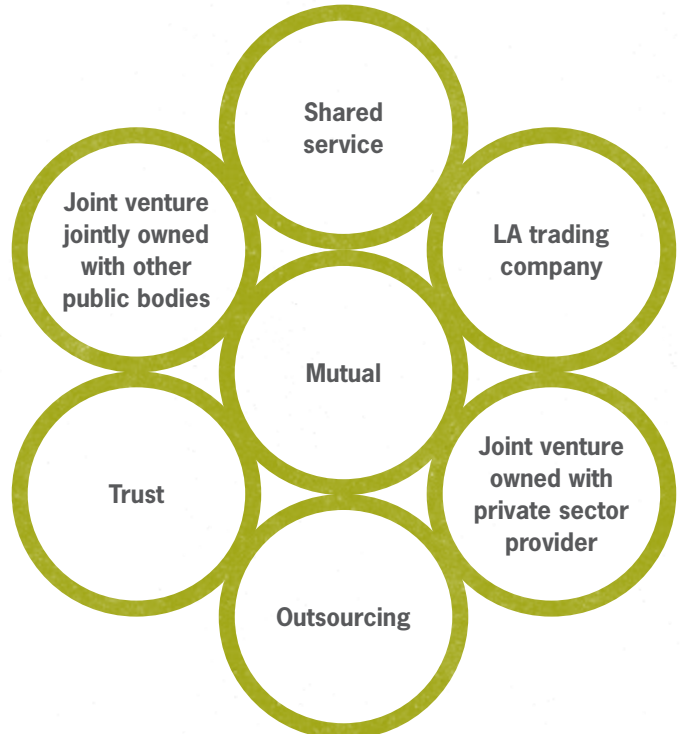 Shared
service
Joint venture
jointly owned
with other
public bodies
LA trading
company
Mutual
Trust
Joint venture
owned with
private sector
provider
Outsourcing